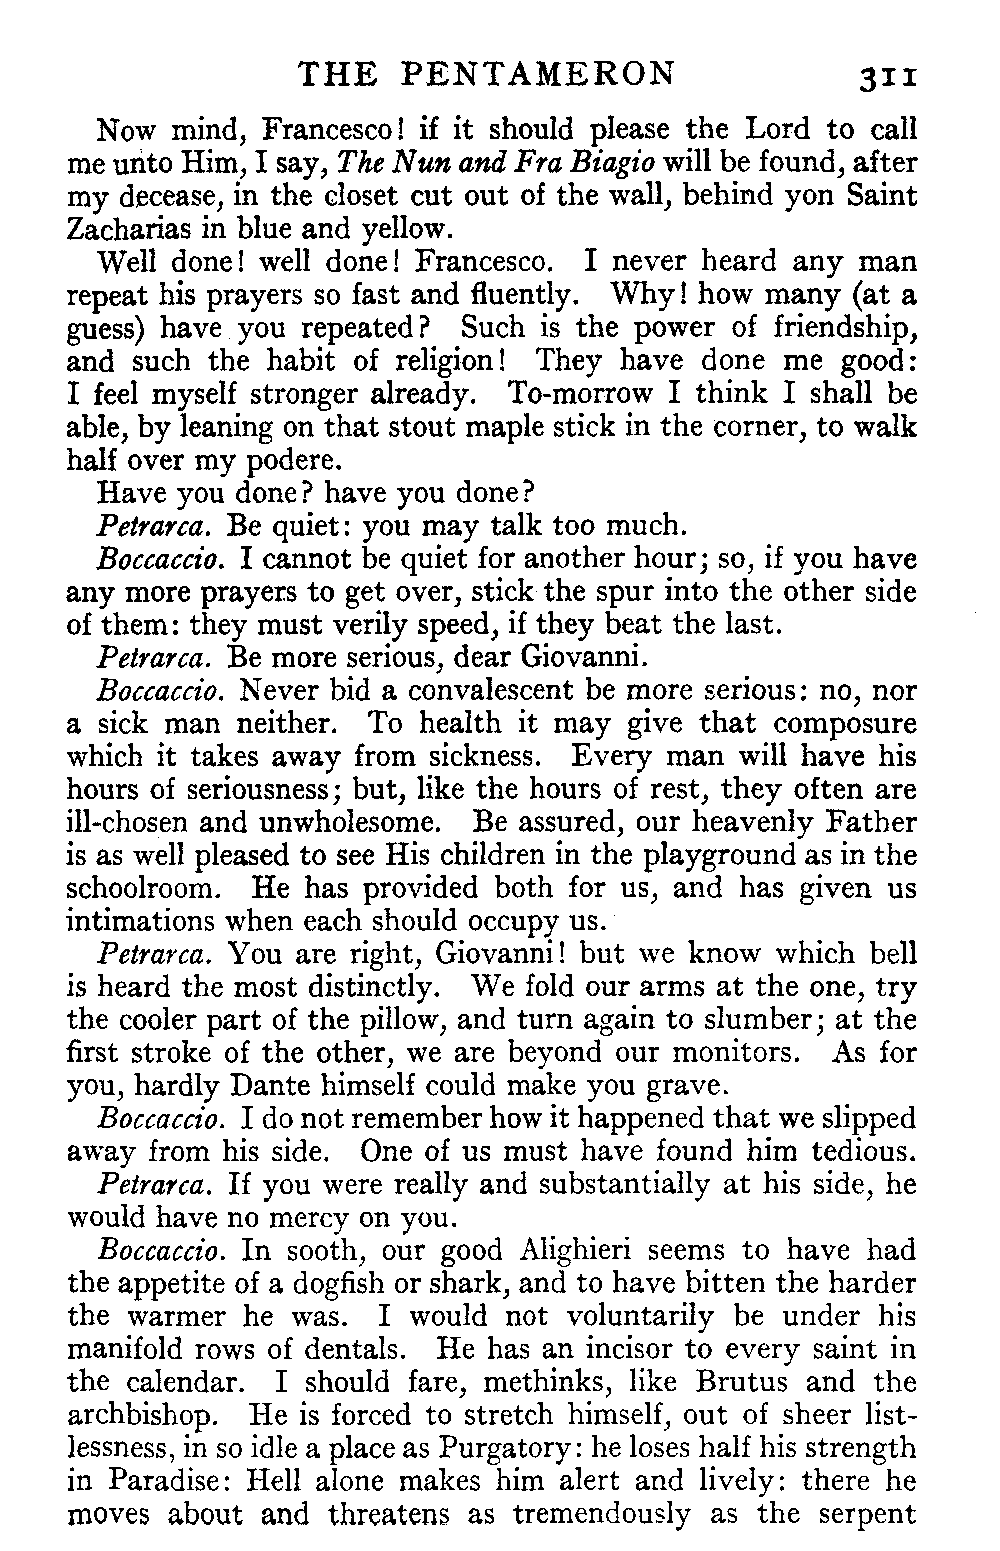 THE PENTAMERON 311
Now mind, Francesco! if it should please the Lord to call
me unto Him, I say, The Nun and Fra Biagio will be found, after
my decease, in the closet cut out of the wall, behind yon Saint
Zacharias in blue and yellow.
Well done! well done! Francesco. I never heard any man
repeat his prayers so fast and fluently. Why! how many (at a
guess) have you repeated? Such is the power of friendship,
and such the habit of religion! They have done me good:
I feel myself stronger already. To-morrow I think I shall be
able, by leaning on that stout maple stick in the corner, to walk
half over my podere.
Have you done? have you done?
Petrarca. Be quiet: you may talk too much.
Boccaccio. I cannot be quiet for another hour; so, if you have
any more prayers to get over, stick the spur into the other side
of them: they must verily speed, if they beat the last.
Petrarca. Be more serious, dear Giovanni.
Boccaccio. Never bid a convalescent be more serious: no, nor
a sick man neither. To health it may give that composure
which it takes away from sickness. Every man will have his
hours of seriousness; but, like the hours of rest, they often are
ill-chosen and unwholesome. Be assured, our heavenly Father
is as well pleased to see His children in the playground as in the
schoolroom. He has provided both for us, and has given us
intimations when each should occupy us.
Petrarca. You are right, Giovanni! but we know which bell
is heard the most distinctly. We fold our arms at the one, try
the cooler part of the pillow, and turn again to slumber; at the
first stroke of the other, we are beyond our monitors. As for
you, hardly Dante himself could make you grave.
Boccaccio. I do not remember how it happened that we slipped
away from his side. One of us must have found him tedious.
Petrarca. If you were really and substantially at his side, he
would have no mercy on you.
Boccaccio. In sooth, our good Alighieri seems to have had
the appetite of a dogfish or shark, and to have bitten the harder
the warmer he was. I would not voluntarily be under his
manifold rows of dentals. He has an incisor to every saint in
the calendar. I should fare, methinks, like Brutus and the
archbishop. He is forced to stretch himself, out of sheer list-
lessness, in so idle a place as Purgatory: he loses half his strength
in Paradise: Hell alone makes him alert and lively: there he
moves about and threatens as tremendously as the serpent